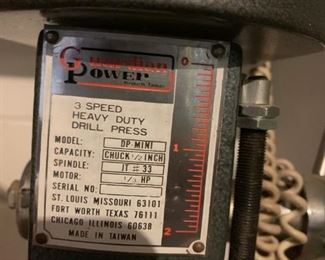 Guardian
Power
3 SPEED
HEAVY DUTY
DRILL PRESS
MODEL: DP-MINI
CAPACITY: CHUCK 1/2 INCH
SPINDLE: JT # 33
MOTOR: 1/3 HP
SERIAL NO:
ST. LOUIS MISSOURI 63101
FORT WORTH TEXAS 76111
CHICAGO ILLINOIS 60638
MADE IN TAIWAN
0
1
2